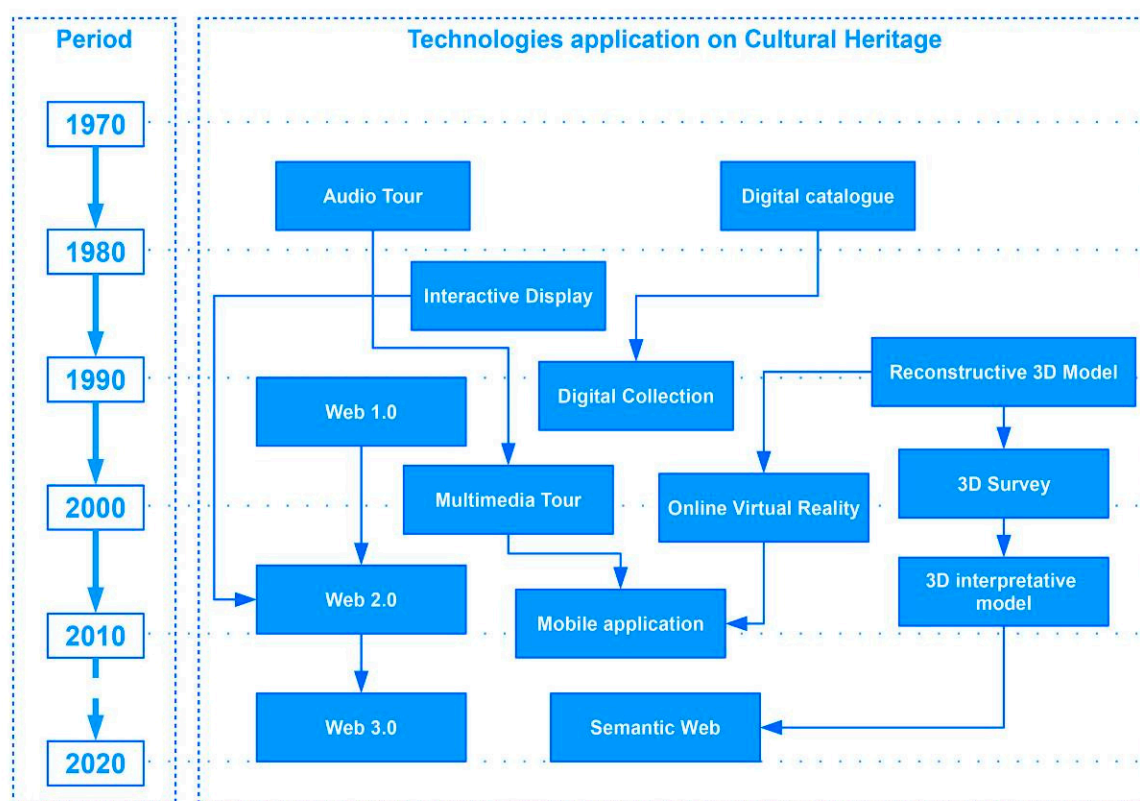 Period
Technologies application on Cultural Heritage
1970
Audio Tour
Digital catalogue
1980
Interactive Display
1990
Reconstructive 3D Model
Digital Collection
Web 1.0
3D Survey
Multimedia Tour
Online Virtual Reality
2000
3D interpretative
model
Web 2.0
Mobile application
2010
Web 3.0
Semantic Web
2020